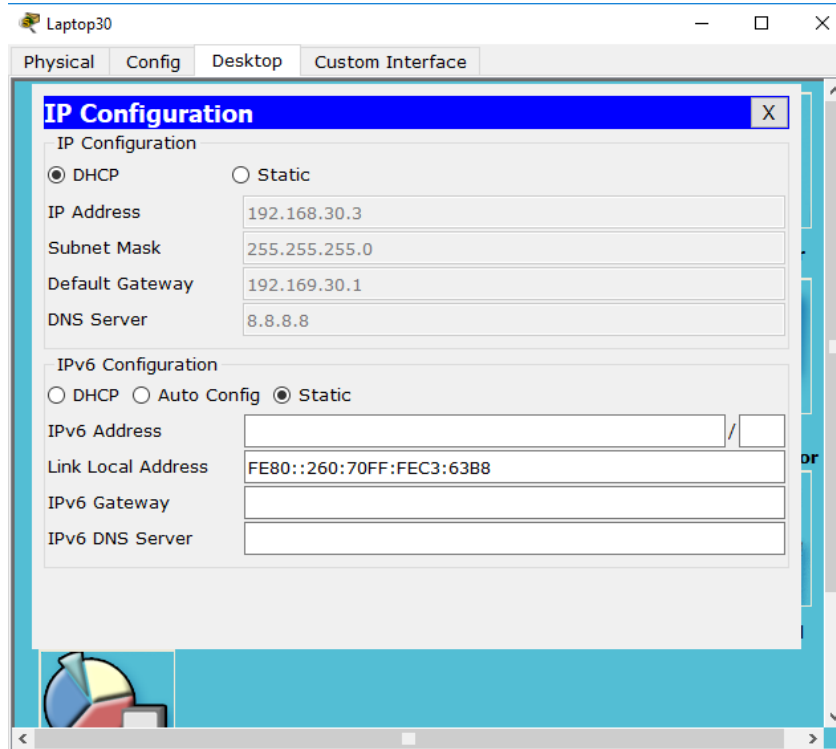 Laptop30
Physical Config Desktop Custom Interface
IP Configuration X
IP Configuration
DHCP Static
IP Address 192.168.30.3
Subnet Mask 255.255.255.0
Default Gateway 192.169.30.1
DNS Server 8.8.8.8
IPv6 Configuration
DHCP Auto Config Static
IPv6 Address /
Link Local Address FE80::260:70FF:FEC3:63B8
or
IPv6 Gateway
IPv6 DNS Server